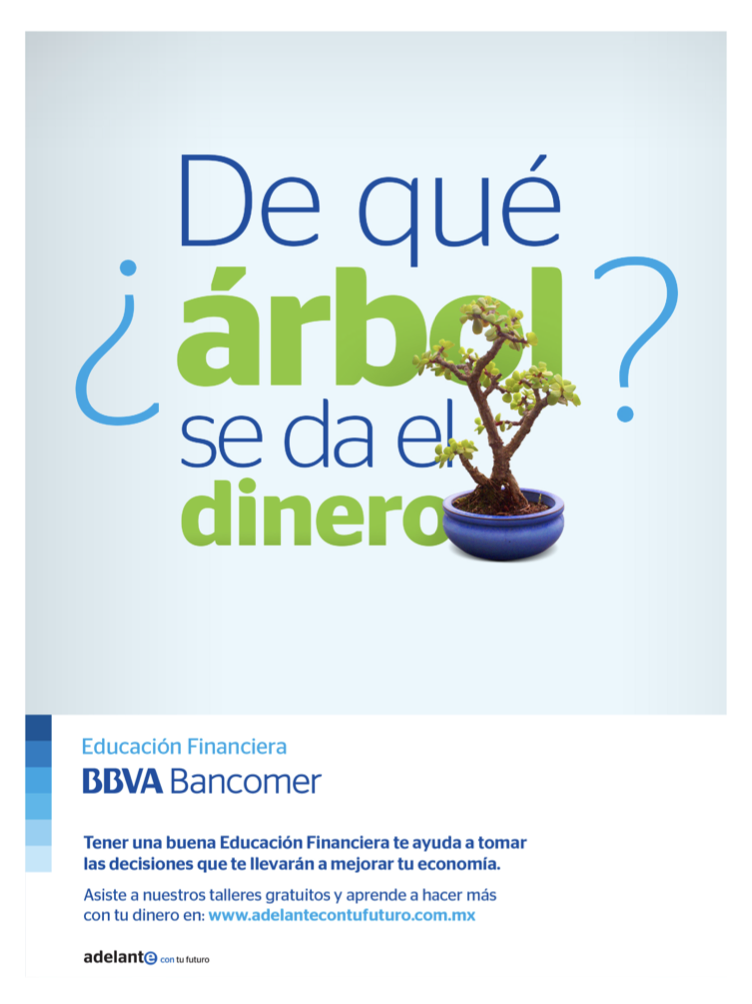 ¿De qué
árbol
se da el
dinero?
Educación Financiera
BBVA Bancomer
Tener una buena Educación Financiera te ayuda a tomar
las decisiones que te llevarán a mejorar tu economía.
Asiste a nuestros talleres gratuitos y aprende a hacer más
con tu dinero en: www.adelantecontufuturo.com.mx
adelante con tu futuro